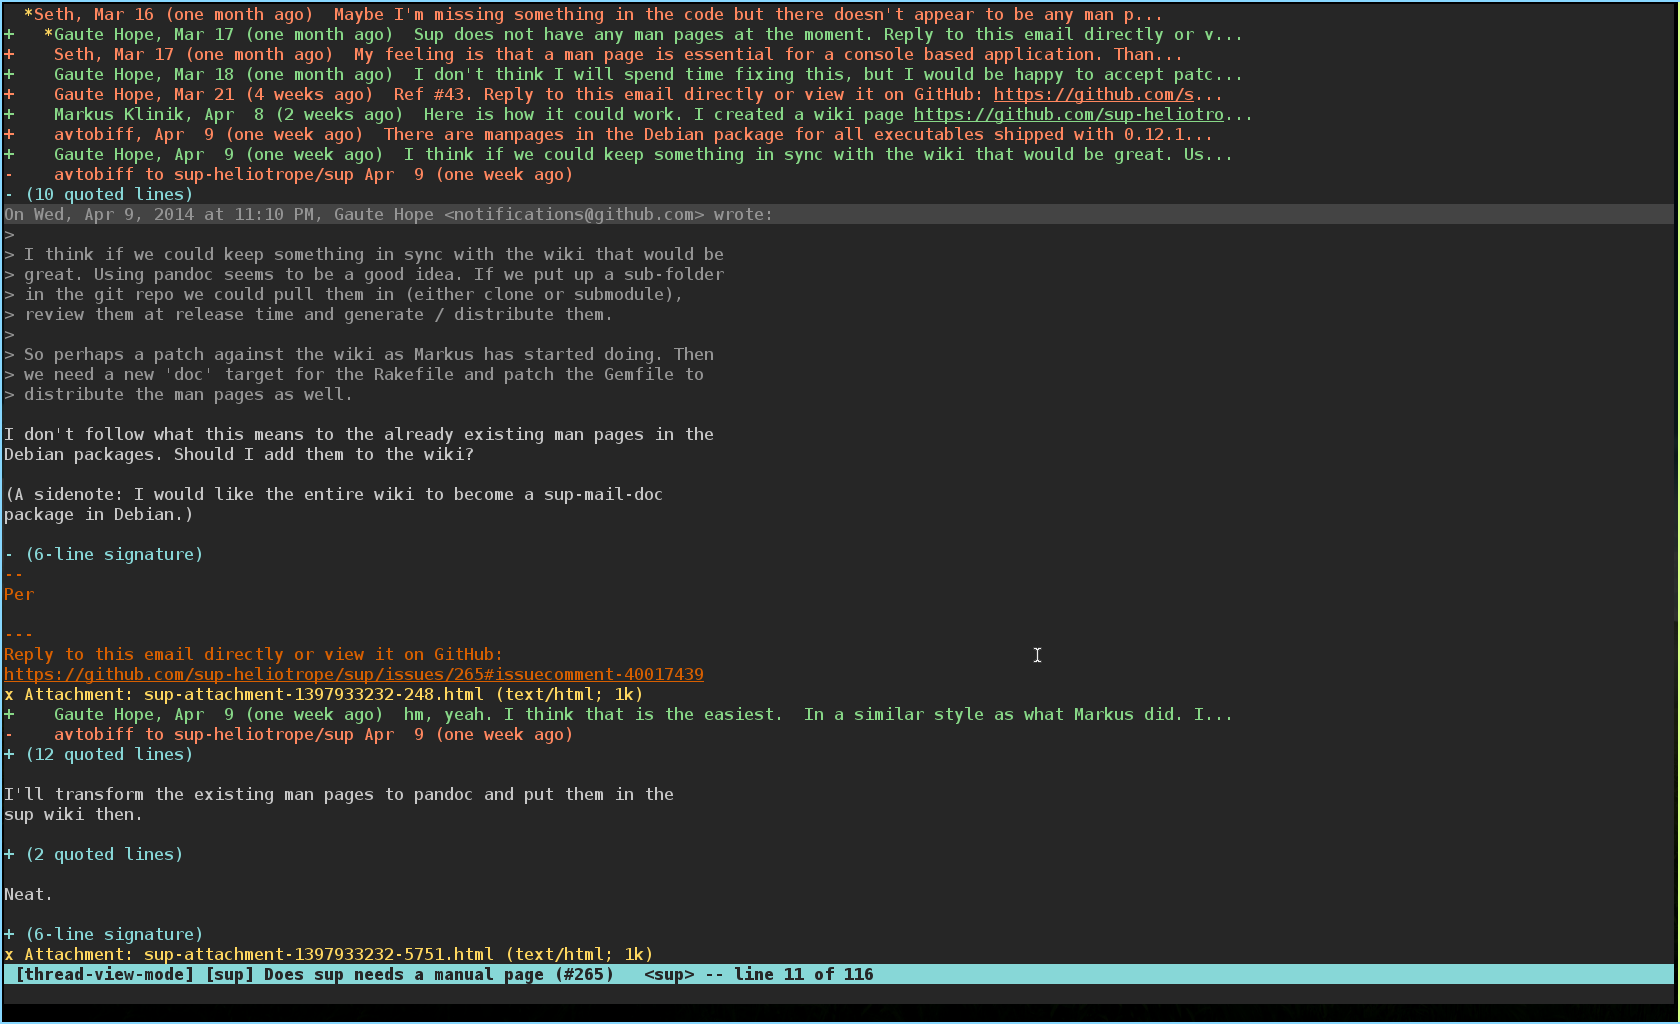 *Seth, Mar 16 (one month ago)  Maybe I'm missing something in the code but there doesn't appear to be any man p...
+   *Gaute Hope, Mar 17 (one month ago)  Sup does not have any man pages at the moment. Reply to this email directly or v...
+    Seth, Mar 17 (one month ago)  My feeling is that a man page is essential for a console based application. Than...
+    Gaute Hope, Mar 18 (one month ago)  I don't think I will spend time fixing this, but I would be happy to accept patc...
+    Gaute Hope, Mar 21 (4 weeks ago)  Ref #43. Reply to this email directly or view it on GitHub: https://github.com/s...
+    Markus Klinik, Apr  8 (2 weeks ago)  Here is how it could work. I created a wiki page https://github.com/sup-heliotro...
+    avtobiff, Apr  9 (one week ago)  There are manpages in the Debian package for all executables shipped with 0.12.1...
+    Gaute Hope, Apr  9 (one week ago)  I think if we could keep something in sync with the wiki that would be great. Us...
-    avtobiff to sup-heliotrope/sup Apr  9 (one week ago)
- (10 quoted lines)
On Wed, Apr 9, 2014 at 11:10 PM, Gaute Hope <notifications@github.com> wrote:
>
> I think if we could keep something in sync with the wiki that would be
> great. Using pandoc seems to be a good idea. If we put up a sub-folder
> in the git repo we could pull them in (either clone or submodule),
> review them at release time and generate / distribute them.
>
> So perhaps a patch against the wiki as Markus has started doing. Then
> we need a new 'doc' target for the Rakefile and patch the Gemfile to
> distribute the man pages as well.
I don't follow what this means to the already existing man pages in the
Debian packages. Should I add them to the wiki?
(A sidenote: I would like the entire wiki to become a sup-mail-doc
package in Debian.)
- (6-line signature)
--
Per
---
Reply to this email directly or view it on GitHub:
https://github.com/sup-heliotrope/sup/issues/265#issuecomment-40017439
x Attachment: sup-attachment-1397933232-248.html (text/html; 1k)
+    Gaute Hope, Apr  9 (one week ago)  hm, yeah. I think that is the easiest.  In a similar style as what Markus did. I...
-    avtobiff to sup-heliotrope/sup Apr  9 (one week ago)
+ (12 quoted lines)
I'll transform the existing man pages to pandoc and put them in the
sup wiki then.
+ (2 quoted lines)
Neat.
+ (6-line signature)
x Attachment: sup-attachment-1397933232-5751.html (text/html; 1k)
[thread-view-mode] [sup] Does sup needs a manual page (#265)   <sup> -- line 11 of 116